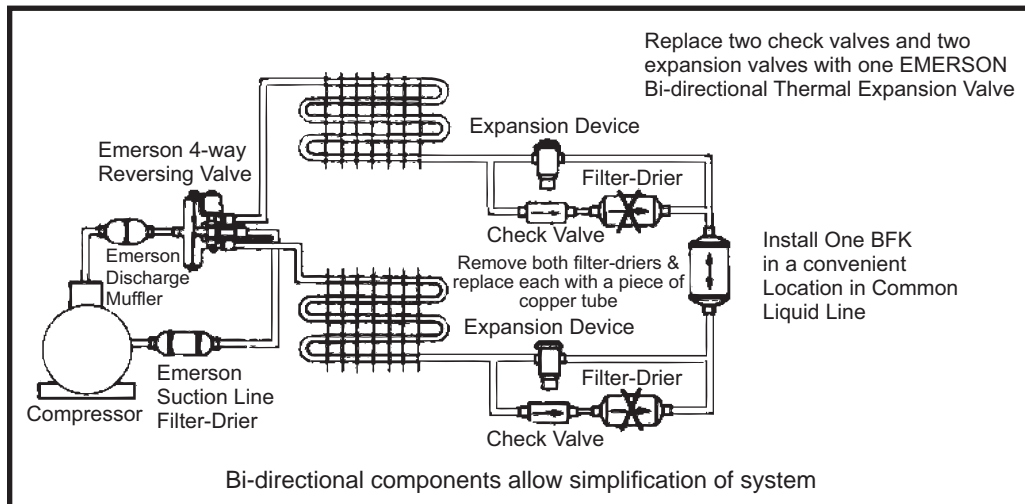 Replace two check valves and two
expansion valves with one EMERSON
Bi-directional Thermal Expansion Valve
Expansion Device
Emerson 4-way
Reversing Valve
Filter-Drier
Check Valve
Emerson
Discharge
Muffler
Remove both filter-driers &
replace each with a piece of
copper tube
Install One BFK
in a convenient
Location in Common
Liquid Line
Expansion Device
Filter-Drier
Emerson
Suction Line
Filter-Drier
Compressor
Check Valve
Bi-directional components allow simplification of system